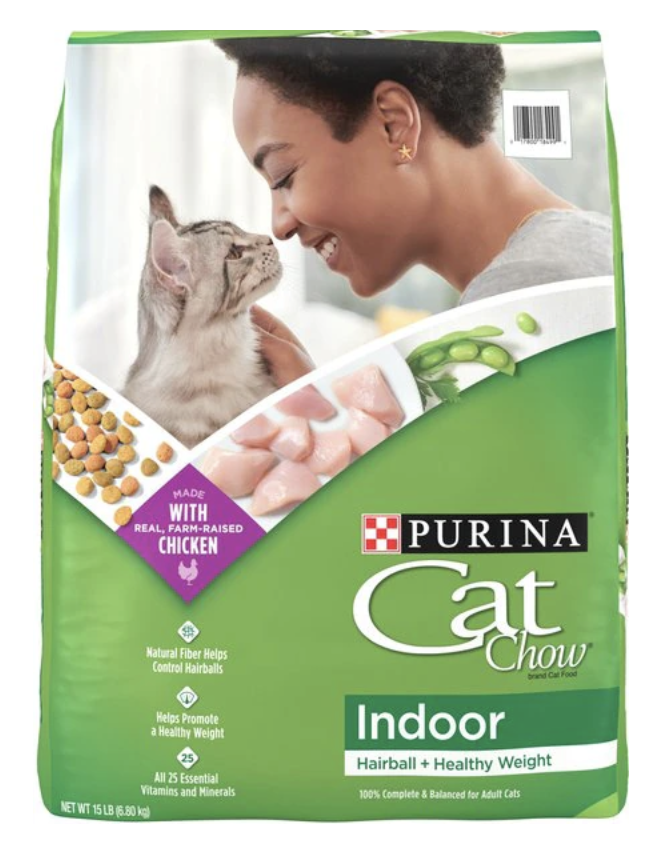 MADE
WITH
REAL, FARM-RAISED
CHICKEN
PURINA®
Cat
Chow®
brand Cat Food
Natural Fiber Helps
Control Hairballs
Helps Promote
a Healthy Weight
25
All 25 Essential
Vitamins and Minerals
Indoor
Hairball + Healthy Weight
100% Complete & Balanced for Adult Cats
NET WT 15 LB (6.80 kg)